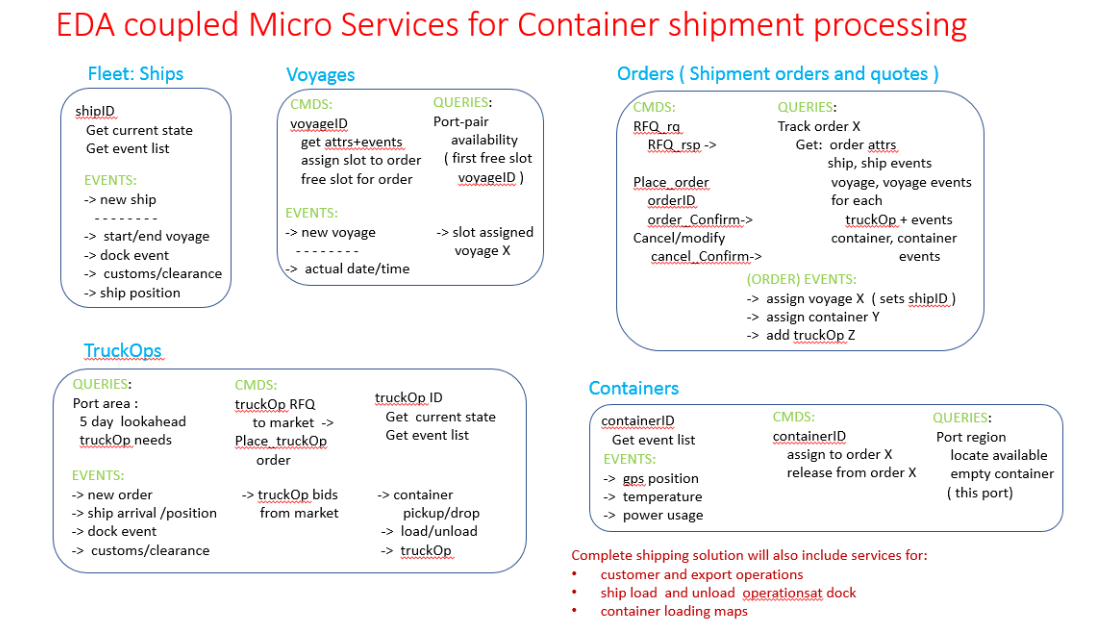 EDA coupled Micro Services for Container shipment processing
Fleet: Ships
shipID
Get current state
Get event list
EVENTS:
-> new ship
- - - - - - - -
-> start/end voyage
-> dock event
-> customs/clearance
-> ship position
Voyages
CMDS:
voyageID
get attrs+events
assign slot to order
free slot for order
QUERIES:
Port-pair
availability
( first free slot
voyageID )
EVENTS:
-> new voyage
- - - - - - - -
-> actual date/time
-> slot assigned
voyage X
Orders ( Shipment orders and quotes )
CMDS:
RFQ_rq
RFQ_rsp ->
Place_order
orderID
order_Confirm->
Cancel/modify
cancel_Confirm->
QUERIES:
Track order X
Get: order attrs
ship, ship events
voyage, voyage events
for each
truckOp + events
container, container
events
(ORDER) EVENTS:
-> assign voyage X ( sets shipID )
-> assign container Y
-> add truckOp Z
TruckOps
QUERIES:
Port area :
5 day lookahead
truckOp needs
CMDS:
truckOp RFQ
to market ->
Place_truckOp
order
truckOp ID
Get current state
Get event list
EVENTS:
-> new order
-> ship arrival /position
-> dock event
-> customs/clearance
-> truckOp bids
from market
-> container
pickup/drop
-> load/unload
-> truckOp
Containers
containerID
Get event list
EVENTS:
-> gps position
-> temperature
-> power usage
CMDS:
containerID
assign to order X
release from order X
QUERIES:
Port region
locate available
empty container
( this port)
Complete shipping solution will also include services for:
• customer and export operations
• ship load and unload operationsat dock
• container loading maps